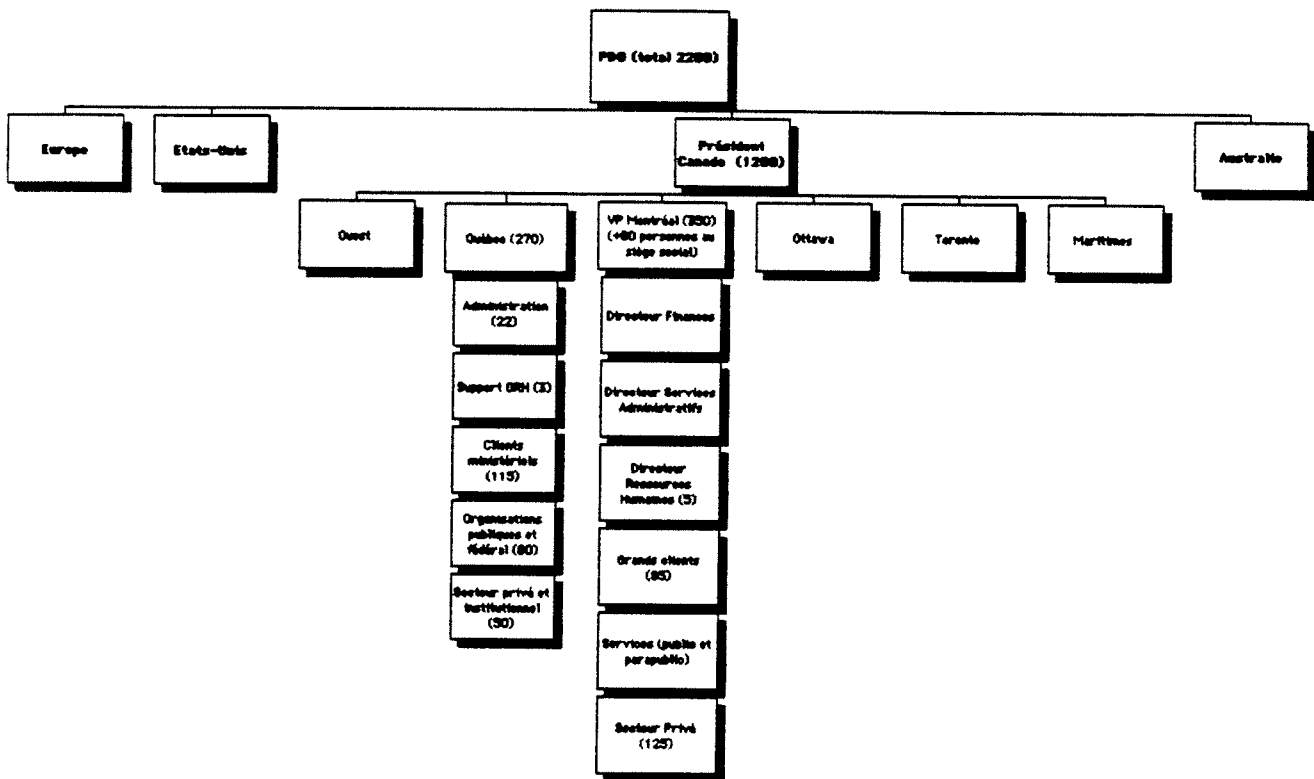 PDG (total 2200)
Europe
Etats-Unis
Président
Canada (1200)
Australie
Ouest
Québec (270)
VP Montréal (350)
personnes au
siège social)
Ottawa
Toronto
Maritimes
Administration
(22)
Directeur Finances
Support GRH (3)
Directeur Services
Administratifs
Clients
ministériels
(115)
Directeur
Ressources
Humaines (5)
Organisations
publiques et
fédéral (80)
Grands clients
(85)
Secteur privé et
institutionnel
(50)
Services (public et
parapublic)
Secteur Privé
(125)